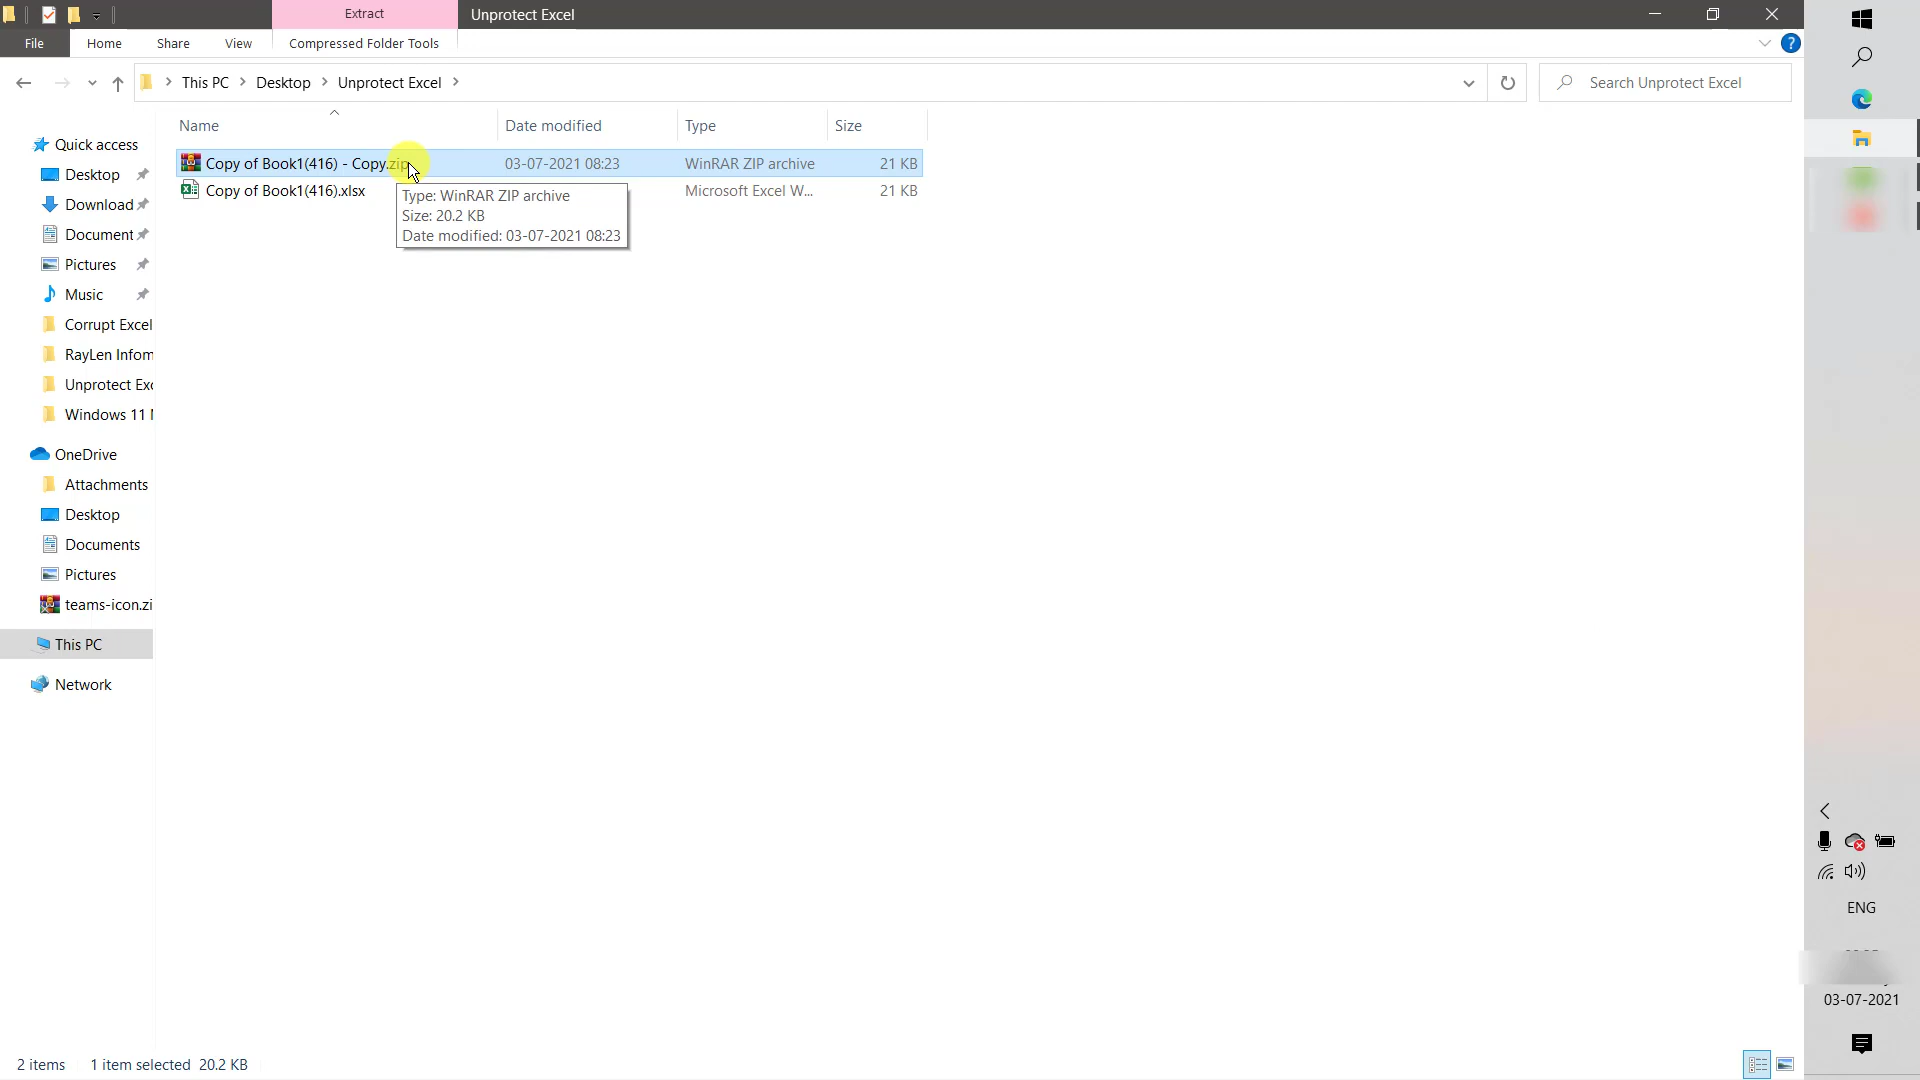 Extract
Unprotect Excel
File
Home
Share
View
Compressed Folder Tools
?
This PC
Desktop
Unprotect Excel
Search Unprotect Excel
Name
Date modified
Type
Size
Copy of Book1(416) - Copy.zip
03-07-2021 08:23
WinRAR ZIP archive
21 KB
Copy of Book1(416).xlsx
Microsoft Excel W...
21 KB
Type: WinRAR ZIP archive
Size: 20.2 KB
Date modified: 03-07-2021 08:23
Quick access
Desktop
Download
Document
Pictures
Music
Corrupt Excel
RayLen Infom
Unprotect Exc
Windows 11
OneDrive
Attachments
Desktop
Documents
Pictures
teams-icon.zi
This PC
Network
ENG
03-07-2021
2 items
1 item selected 20.2 KB